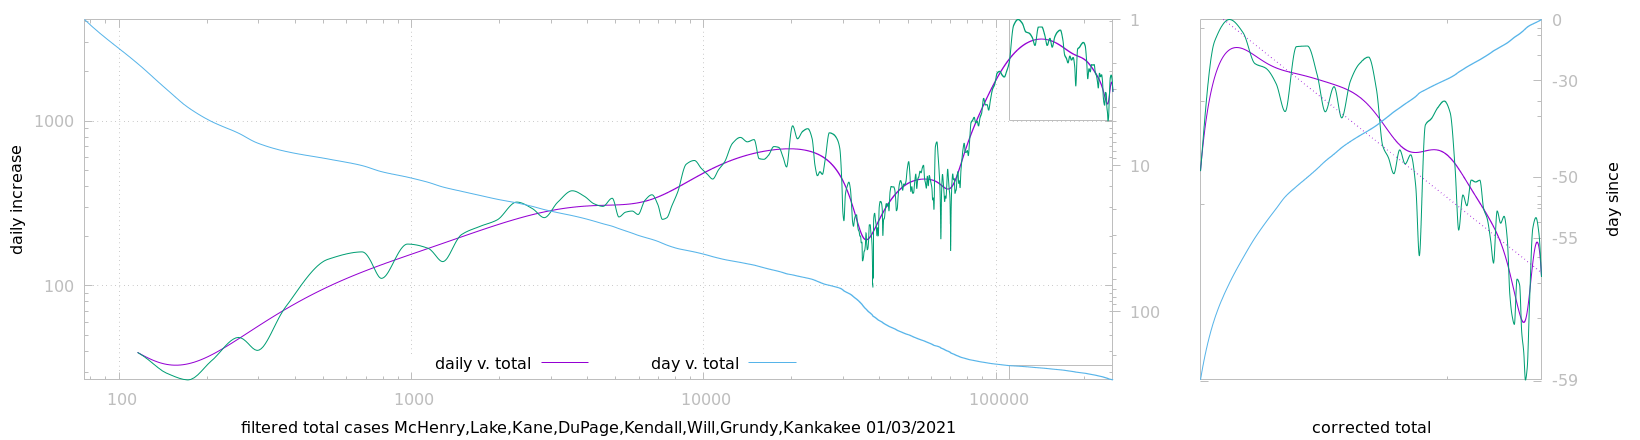 1
0
-30
1000
daily increase
10
-50
day since
-55
100
100
daily v. total
day v. total
-59
100
1000
10000
100000
filtered total cases McHenry,Lake,Kane,DuPage,Kendall,Will,Grundy,Kankakee 01/03/2021
corrected total